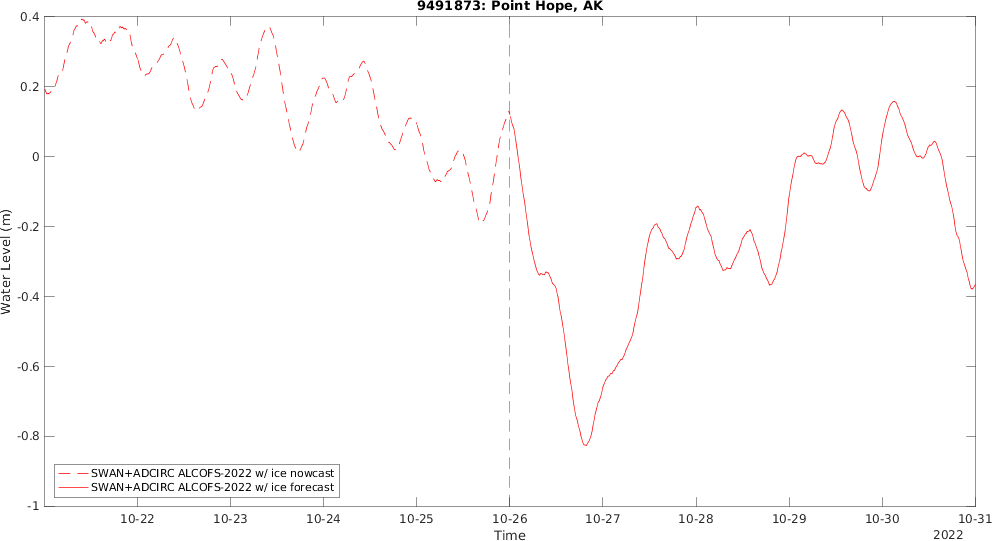 9491873: Point Hope, AK
0.4
0.2
0
-0.2
-0.4
-0.6
-0.8
-1
Water Level (m)
SWAN+ADCIRC ALCOFS-2022 w/ ice nowcast
SWAN+ADCIRC ALCOFS-2022 w/ ice forecast
10-22 10-23 10-24 10-25 10-26 10-27 10-28 10-29 10-30 10-31
Time
2022